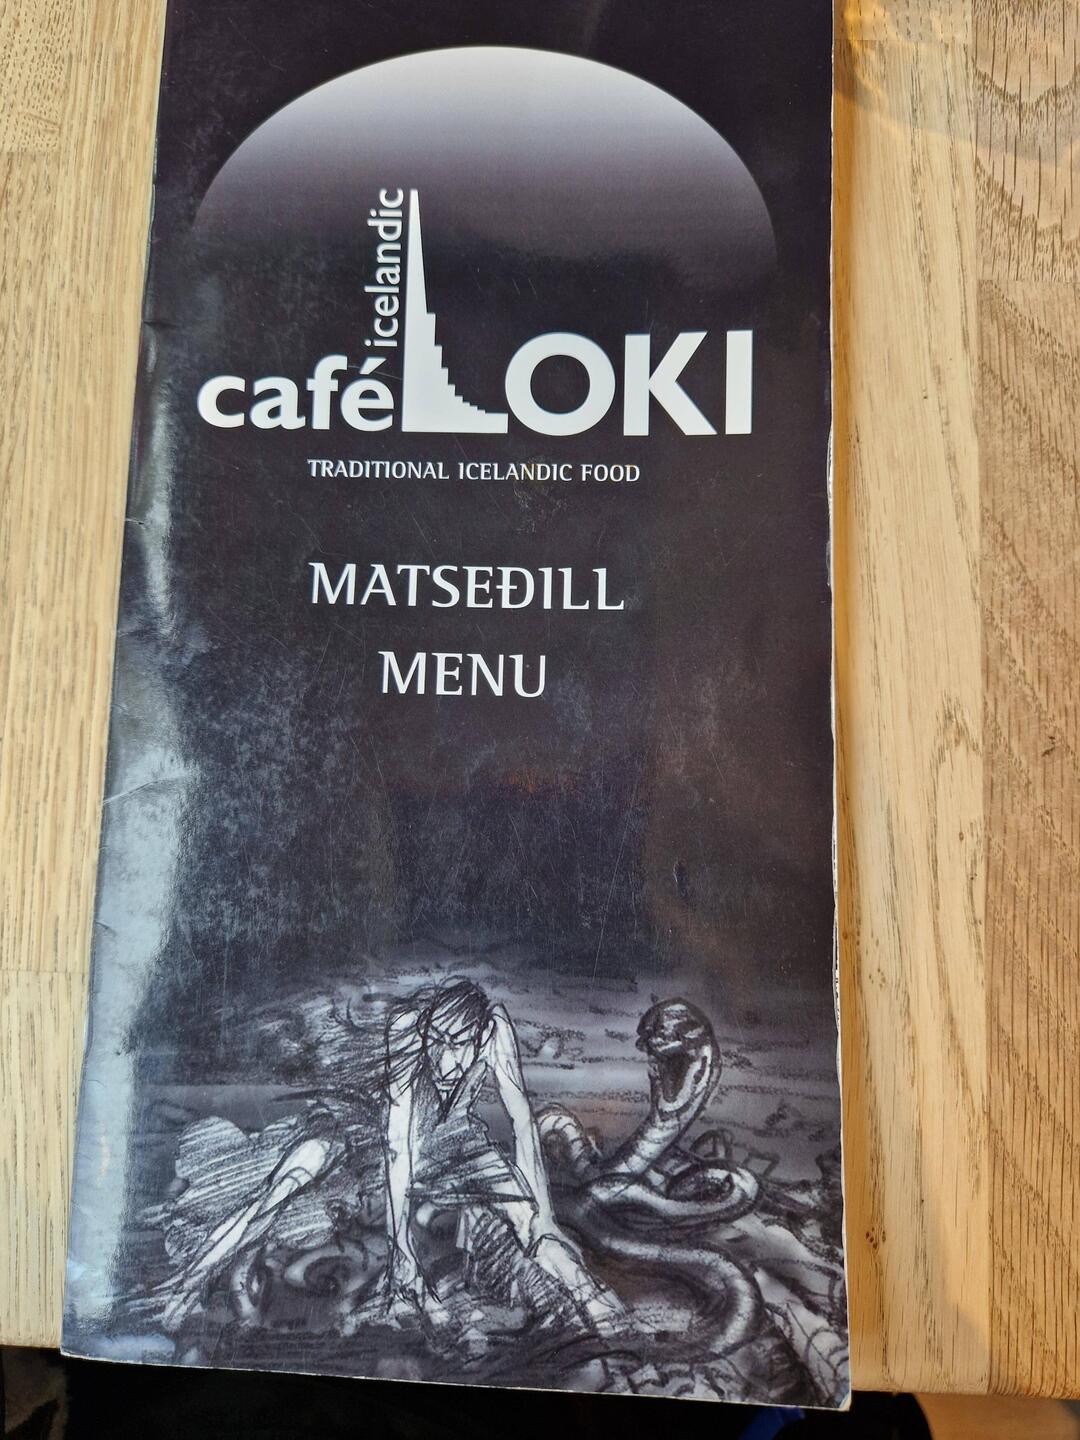 icelandic
café LOKI
TRADITIONAL ICELANDIC FOOD
MATSEÐILL
MENU